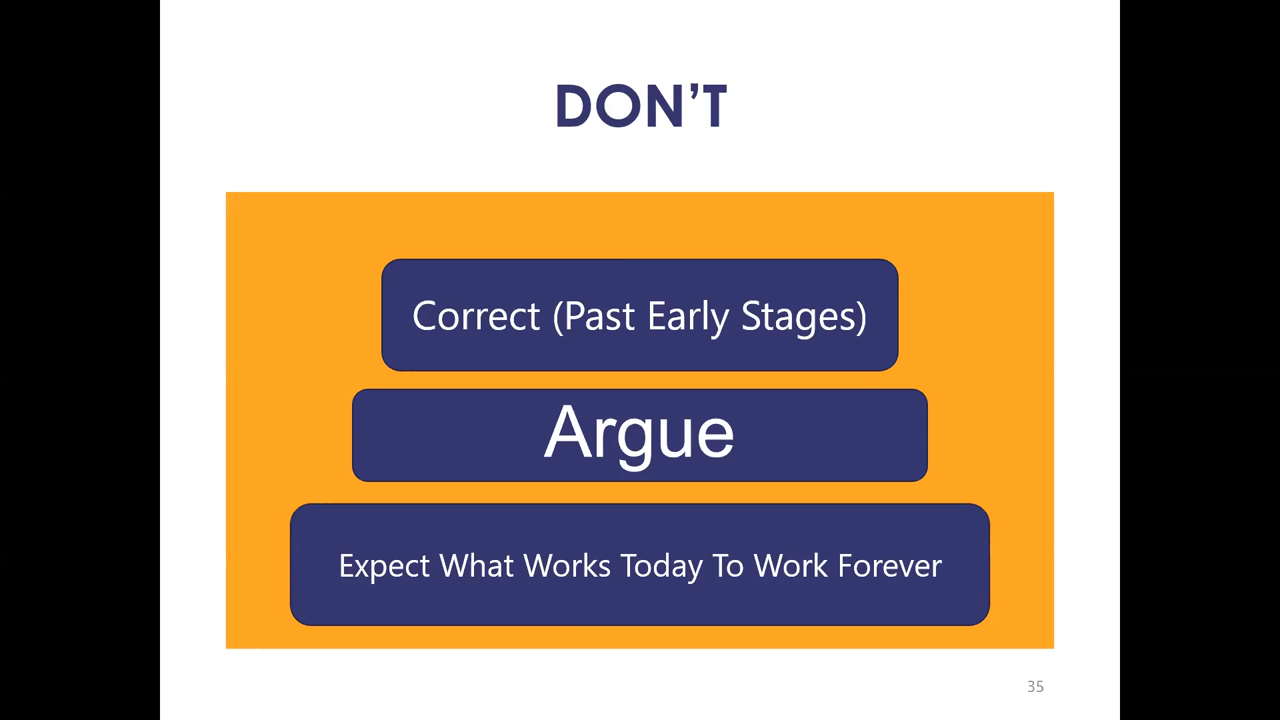 DON’T
Correct (Past Early Stages)
Argue
Expect What Works Today To Work Forever
35